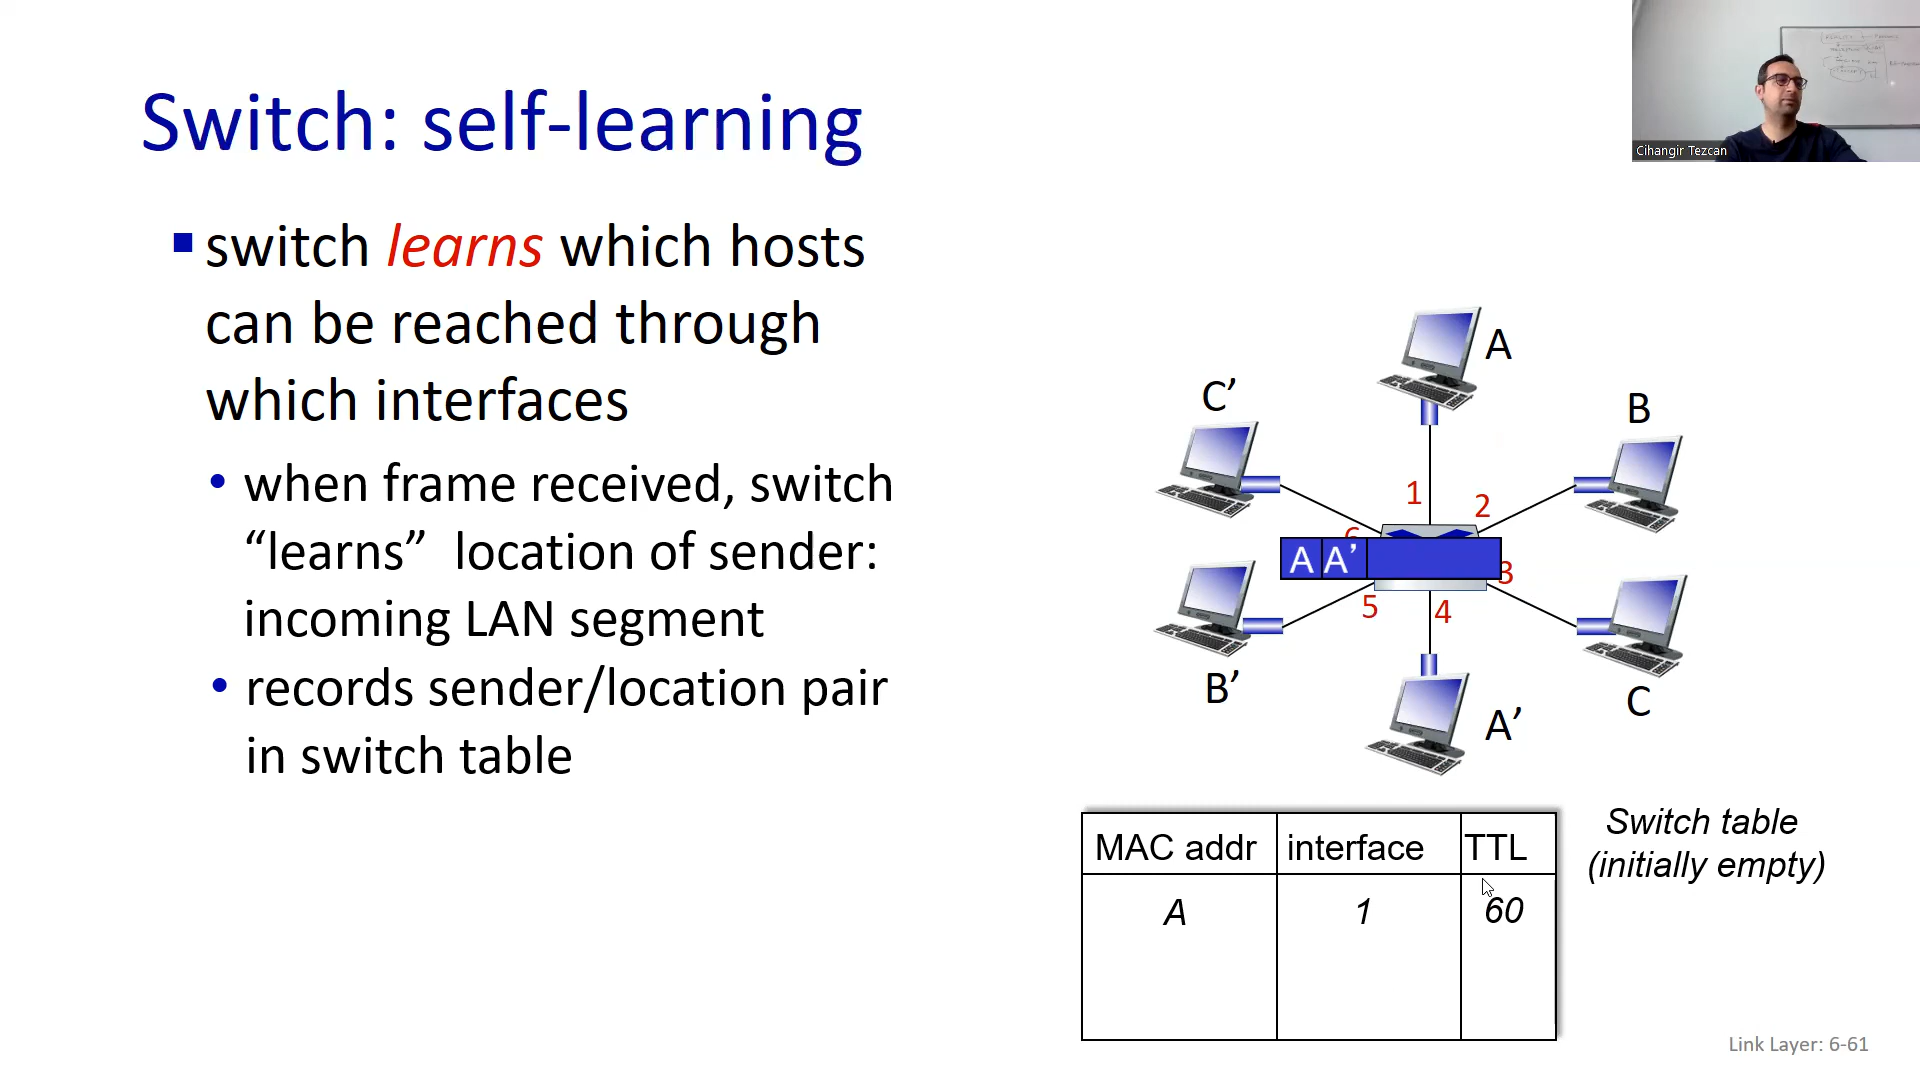 Switch: self-learning
switch learns which hosts
can be reached through
which interfaces
when frame received, switch
“learns”  location of sender:
incoming LAN segment
records sender/location pair
in switch table
Cihangir Tezcan
A
C’
B
1
2
6
A A’
3
5
4
B’
C
A’
MAC addr interface TTL
A 1 60
Switch table
(initially empty)
Link Layer: 6-61